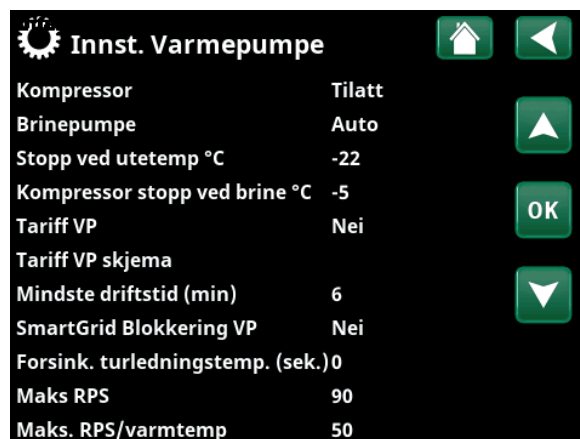 Innst. Varmepumpe
Kompressor Tilatt
Brinepumpe Auto
Stopp ved utetemp °C -22
Kompressor stopp ved brine °C -5
Tariff VP Nei
OK
Tariff VP skjema
Mindste driftstid (min) 6
SmartGrid Blokkering VP Nei
Forsink. turledningstemp. (sek.) 0
Maks RPS 90
Maks. RPS/varmtemp 50